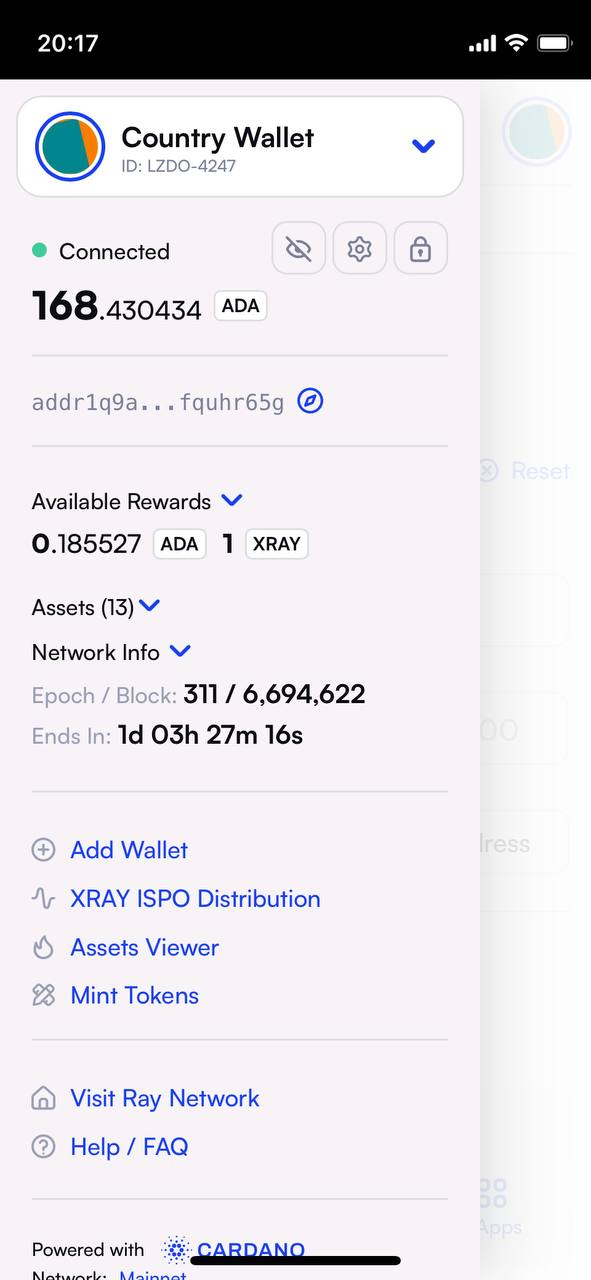 20:17
Country Wallet
ID: LZDO-4247
Connected
168.430434 ADA
addr1q9a...fquhr65g
Reset
Available Rewards
0.185527 ADA 1 XRAY
Assets (13)
Network Info
Epoch / Block: 311 / 6,694,622
00
Ends In: 1d 03h 27m 16s
Add Wallet
dress
XRAY ISPO Distribution
Assets Viewer
Mint Tokens
Visit Ray Network
Help / FAQ
Apps
Powered with CARDANO
Network: Mainnet